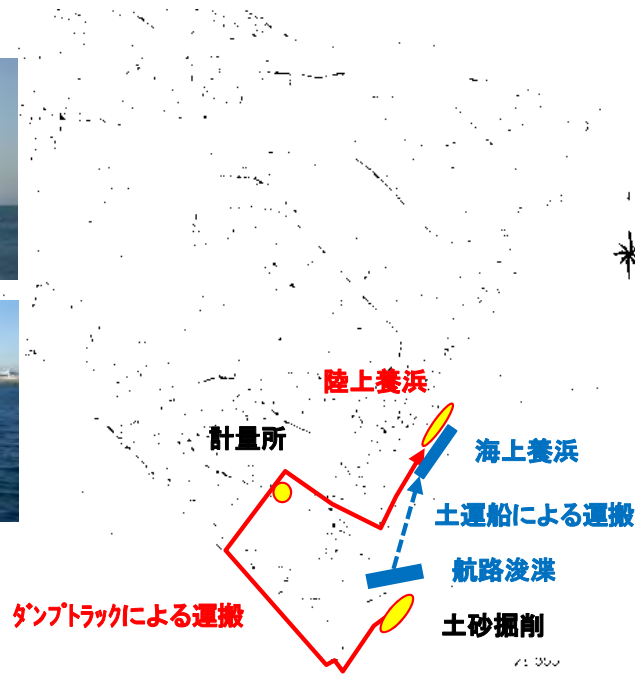 陸上養浜
計量所
海上養浜
土運船による運搬
航路浚渫
ダンプトラックによる運搬
土砂掘削